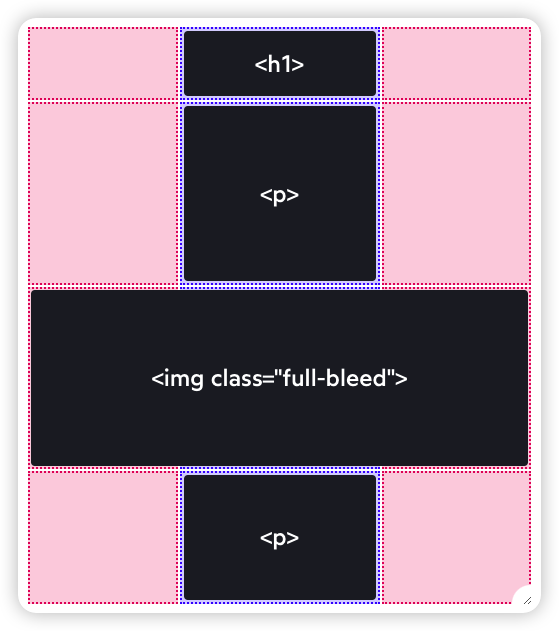 <h1>
<p>
<img class="full-bleed">
<p>